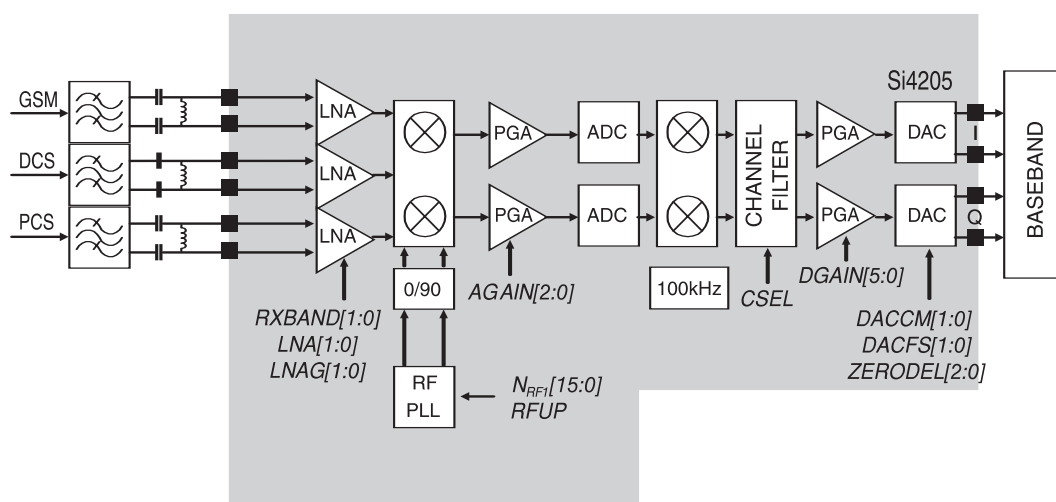 Si4205
GSM
DCS
PCS
LNA
LNA
LNA
PGA
PGA
ADC
ADC
CHANNEL
FILTER
PGA
PGA
DAC
DAC
I
Q
BASEBAND
0/90
100kHz
RXBAND[1:0]
LNA[1:0]
LNAG[1:0]
AGAIN[2:0]
CSEL
DGAIN[5:0]
DACCM[1:0]
DACFS[1:0]
ZERODEL[2:0]
RF
PLL
NRF1[15:0]
RFUP